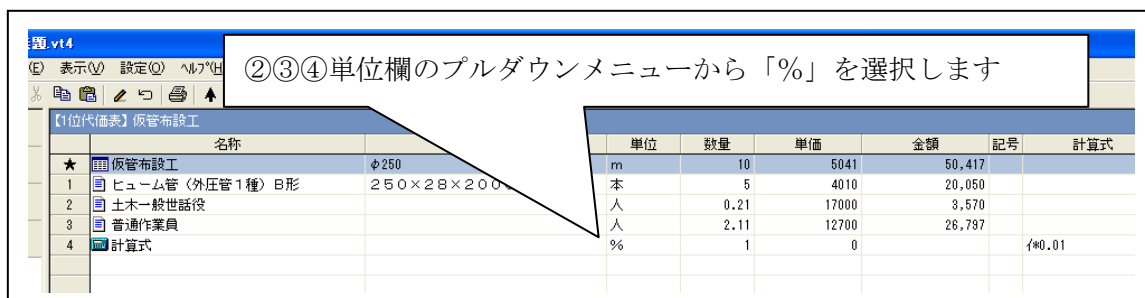 題.vt4
(E) 表示(V) 設定(O) ﾍﾙﾌﾟ(H
②③④単位欄のプルダウンメニューから「%」を選択します
【1位代価表】仮管布設工
名称 単位 数量 単価 金額 記号 計算式
★ 仮管布設工 φ250 m 10 5041 50,417
1 ヒューム管（外圧管1種）B形 250×28×200 本 5 4010 20,050
2 土木一般世話役 人 0.21 17000 3,570
3 普通作業員 人 2.11 12700 26,797
4 計算式 % 1 0 ｲ*0.01